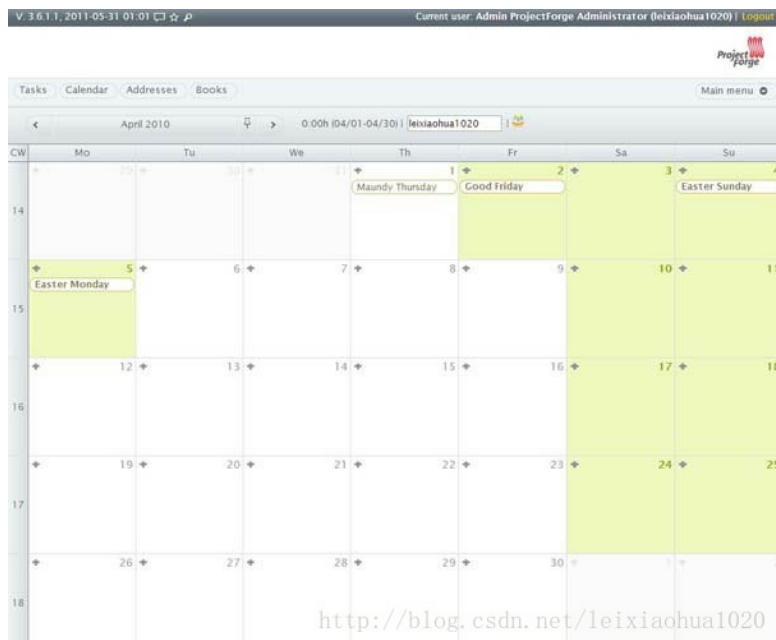 V. 3.6.1.1, 2011-05-31 01:01 Current user: Admin ProjectForge Administrator (leixiaohua1020) | Logout
Project Forge
Tasks Calendar Addresses Books Main menu
April 2010 0:00h (04/01-04/30) | leixiaohua1020 |
CW Mo Tu We Th Fr Sa Su
29 30 31 1 2 3 4
14 Maundy Thursday Good Friday Easter Sunday
5 6 7 8 9 10 11
15 Easter Monday
12 13 14 15 16 17 18
16
19 20 21 22 23 24 25
17
26 27 28 29 30 1
18
http://blog.csdn.net/leixiaohua1020